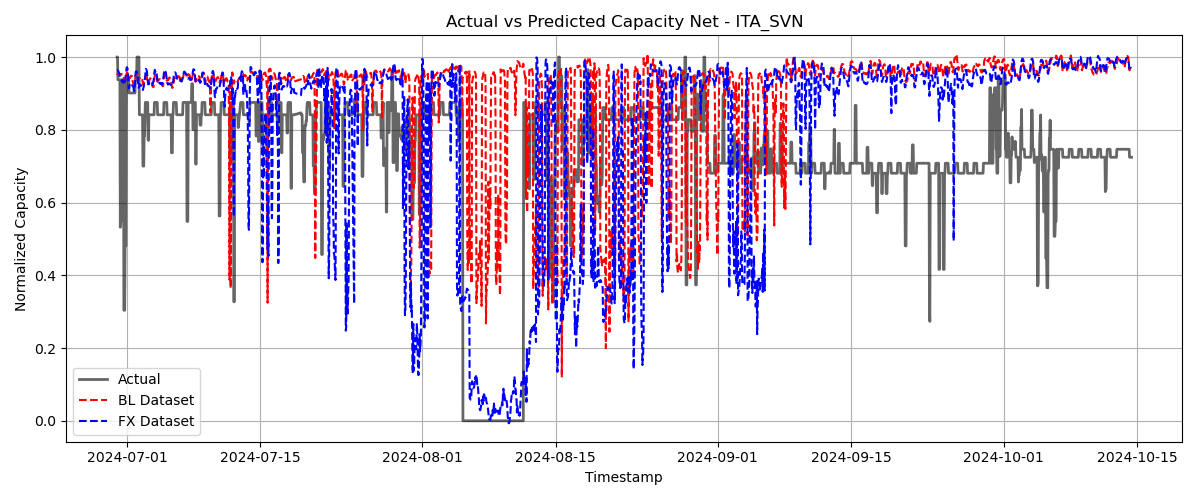 Actual vs Predicted Capacity Net - ITA_SVN
Normalized Capacity
1.0
0.8
0.6
0.4
0.2
0.0
Actual
BL Dataset
FX Dataset
2024-07-01 2024-07-15 2024-08-01 2024-08-15 2024-09-01 2024-09-15 2024-10-01 2024-10-15
Timestamp